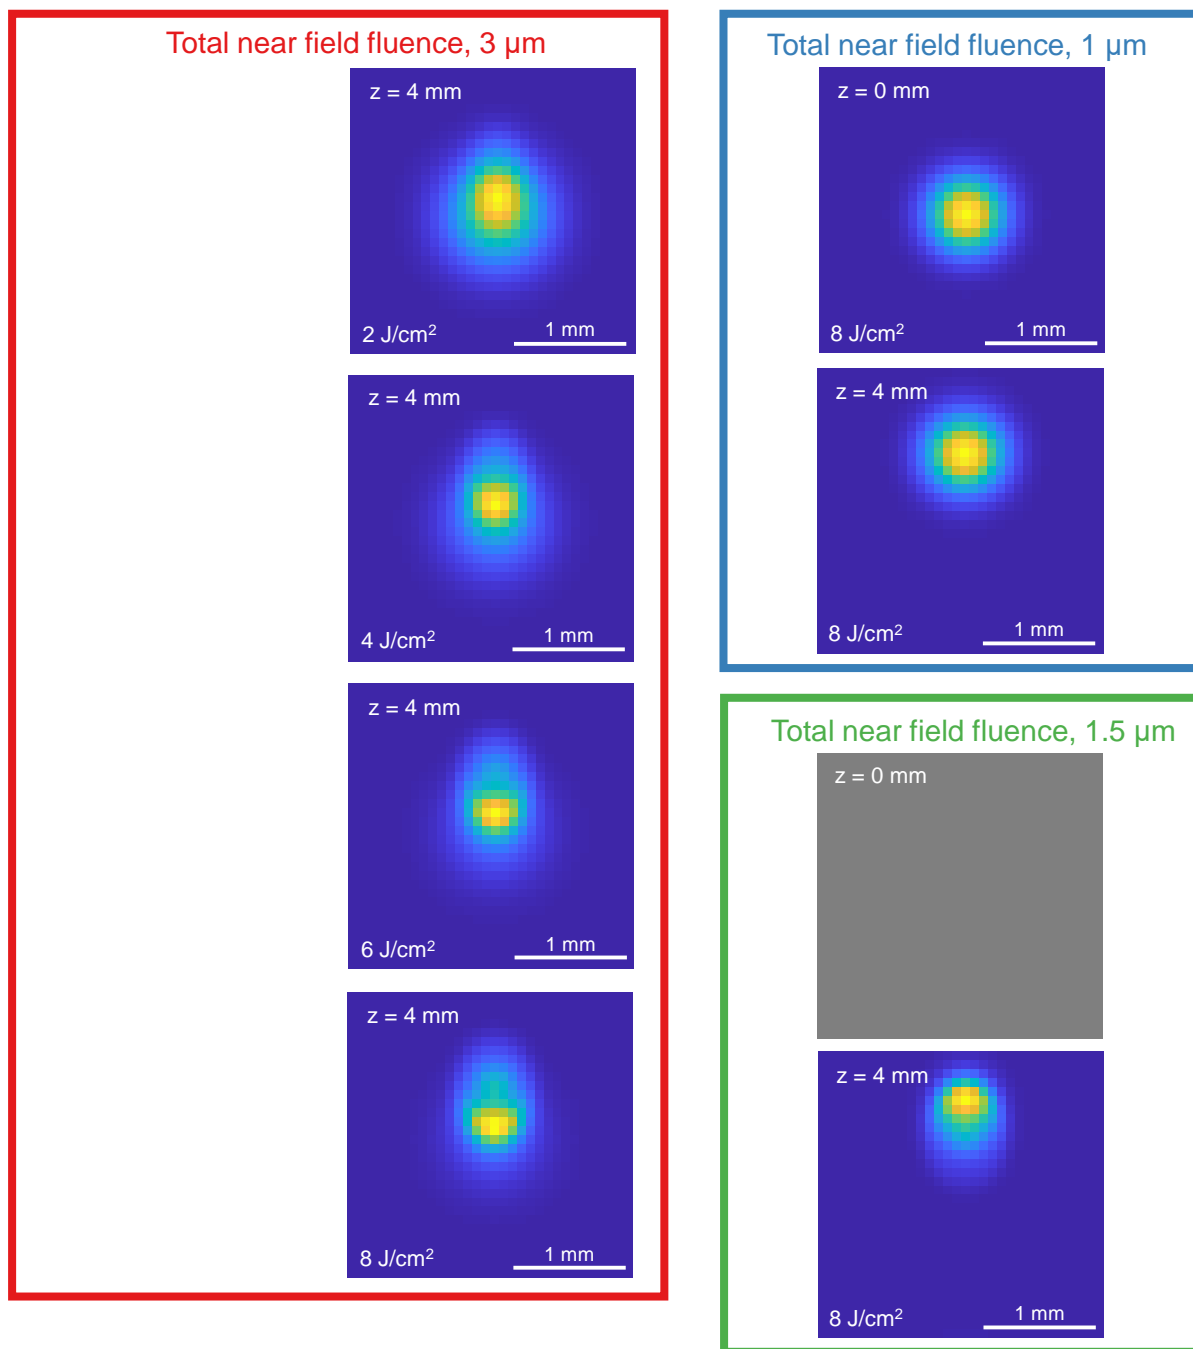 Total near field fluence, 3 µm
z = 4 mm
2 J/cm²
1 mm
z = 4 mm
4 J/cm²
1 mm
z = 4 mm
6 J/cm²
1 mm
z = 4 mm
8 J/cm²
1 mm
Total near field fluence, 1 µm
z = 0 mm
8 J/cm²
1 mm
z = 4 mm
8 J/cm²
1 mm
Total near field fluence, 1.5 µm
z = 0 mm
z = 4 mm
8 J/cm²
1 mm